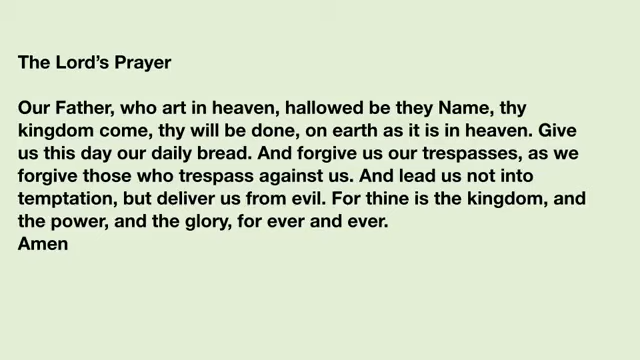 The Lord’s Prayer
Our Father, who art in heaven, hallowed be they Name, thy
kingdom come, thy will be done, on earth as it is in heaven. Give
us this day our daily bread. And forgive us our trespasses, as we
forgive those who trespass against us. And lead us not into
temptation, but deliver us from evil. For thine is the kingdom, and
the power, and the glory, for ever and ever.
Amen